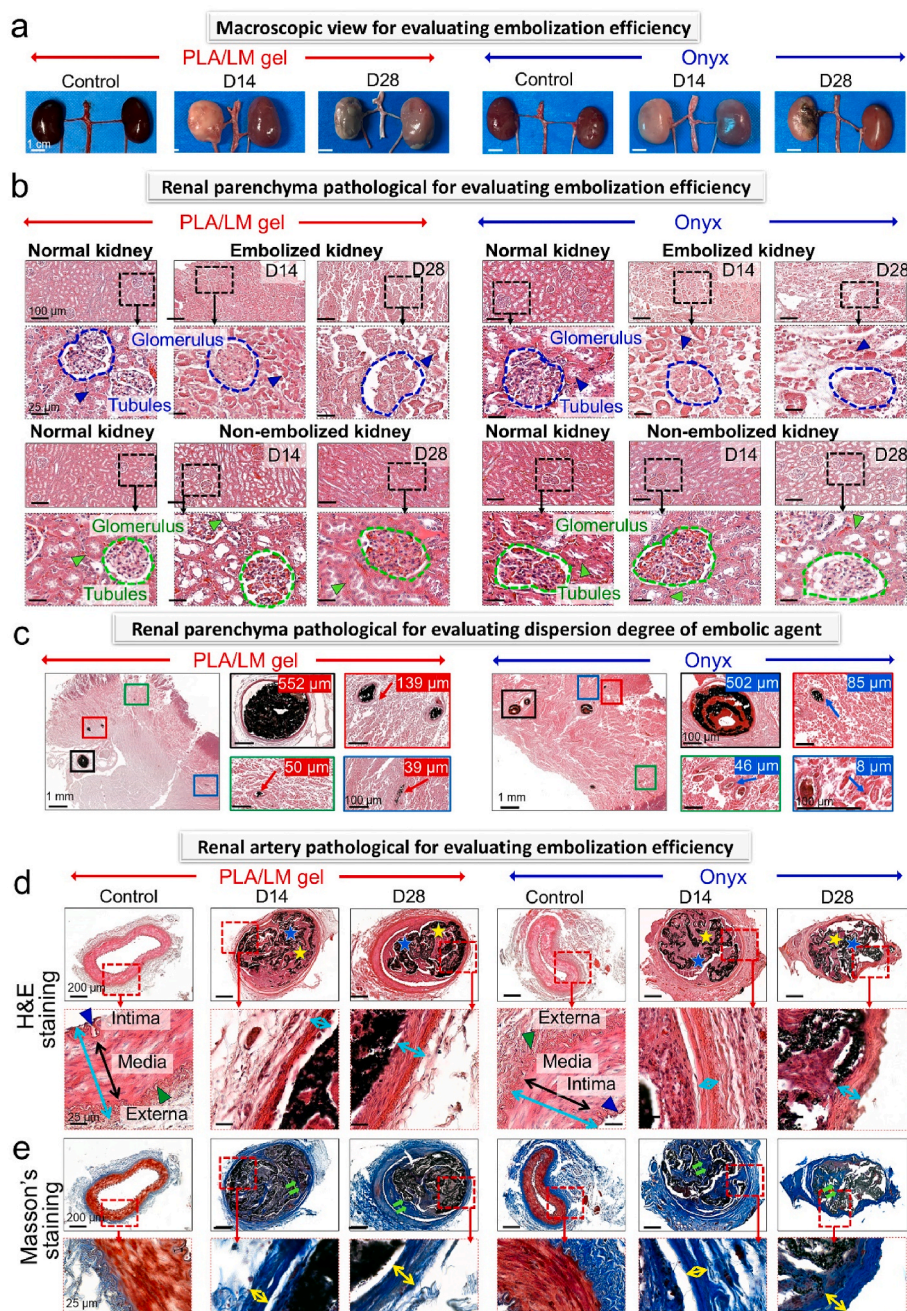 a
Macroscopic view for evaluating embolization efficiency
PLA/LM gel
Onyx
Control
D14
D28
Control
D14
D28
1 cm
b
Renal parenchyma pathological for evaluating embolization efficiency
PLA/LM gel
Onyx
Normal kidney
Embolized kidney
Normal kidney
Embolized kidney
D14
D28
D14
D28
100 μm
Glomerulus
Glomerulus
25 μm
Tubules
Tubules
Normal kidney
Non-embolized kidney
Normal kidney
Non-embolized kidney
D14
D28
D14
D28
Glomerulus
Glomerulus
Tubules
Tubules
c
Renal parenchyma pathological for evaluating dispersion degree of embolic agent
PLA/LM gel
Onyx
552 μm
139 μm
502 μm
85 μm
100 μm
50 μm
39 μm
46 μm
8 μm
1 mm
100 μm
1 mm
100 μm
Renal artery pathological for evaluating embolization efficiency
d
PLA/LM gel
Onyx
Control
D14
D28
Control
D14
D28
H&E staining
200 μm
Intima
Media
Externa
25 μm
Externa
Media
Intima
e
Masson's staining
200 μm
25 μm